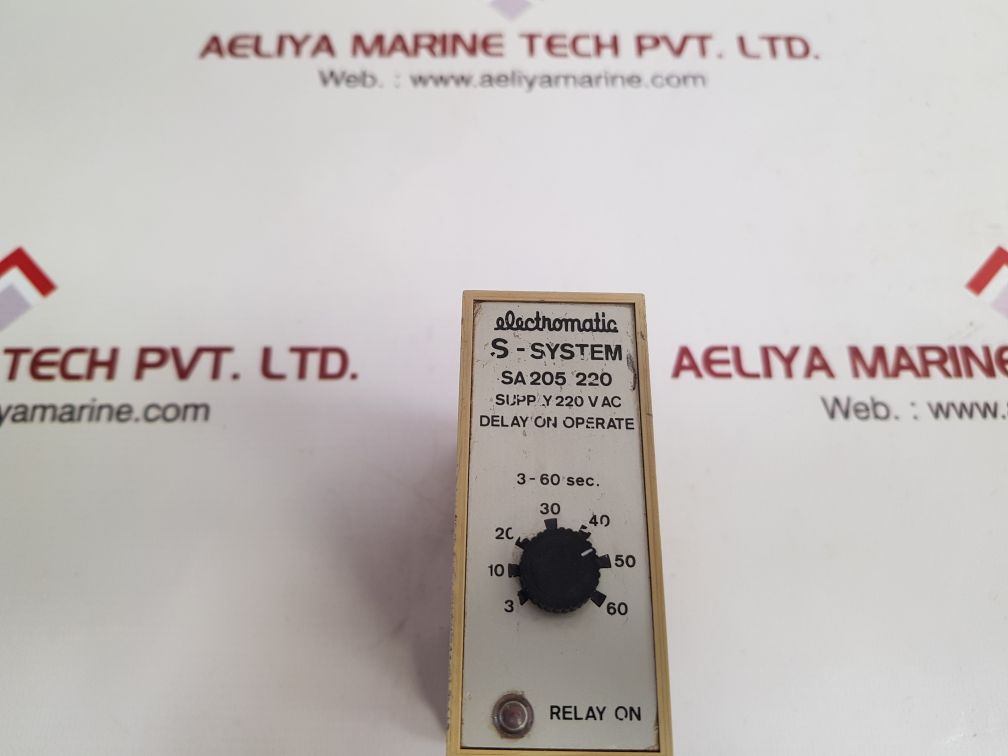 AELIYA MARINE TECH PVT. LTD.
Web. : www.aeliyamarine.com
TECH PVT. LTD.
yamarine.com
AELIYA MARINE
Web. : www.a
electromatic
S - SYSTEM
SA 205 220
SUPPLY 220 V AC
DELAY ON OPERATE
3 - 60 sec.
30
20 40
10 50
3 60
RELAY ON